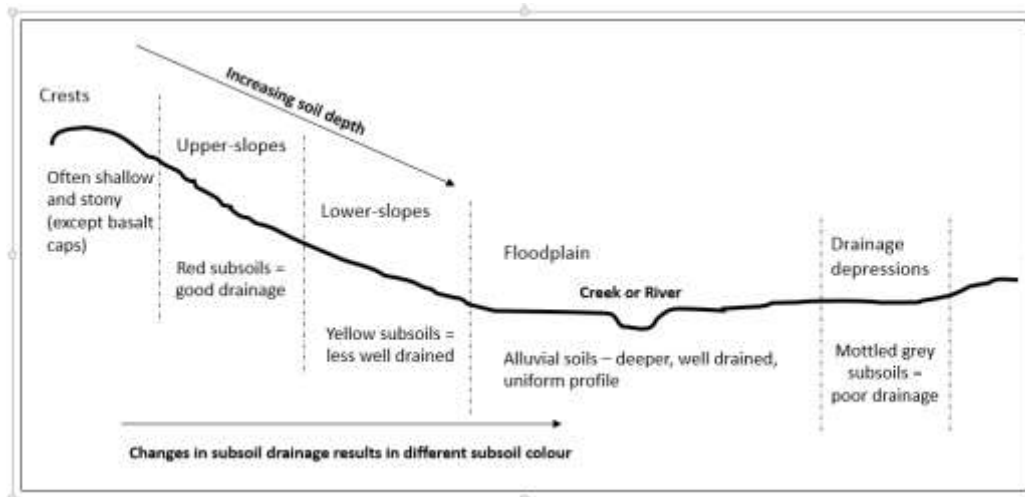 Increasing soil depth
Crests
Upper-slopes
Often shallow
and stony
(except basalt
caps)
Lower-slopes
Red subsoils =
good drainage
Floodplain
Drainage
depressions
Creek or River
Yellow subsoils =
less well drained
Alluvial soils – deeper, well drained,
uniform profile
Mottled grey
subsoils =
poor drainage
Changes in subsoil drainage results in different subsoil colour